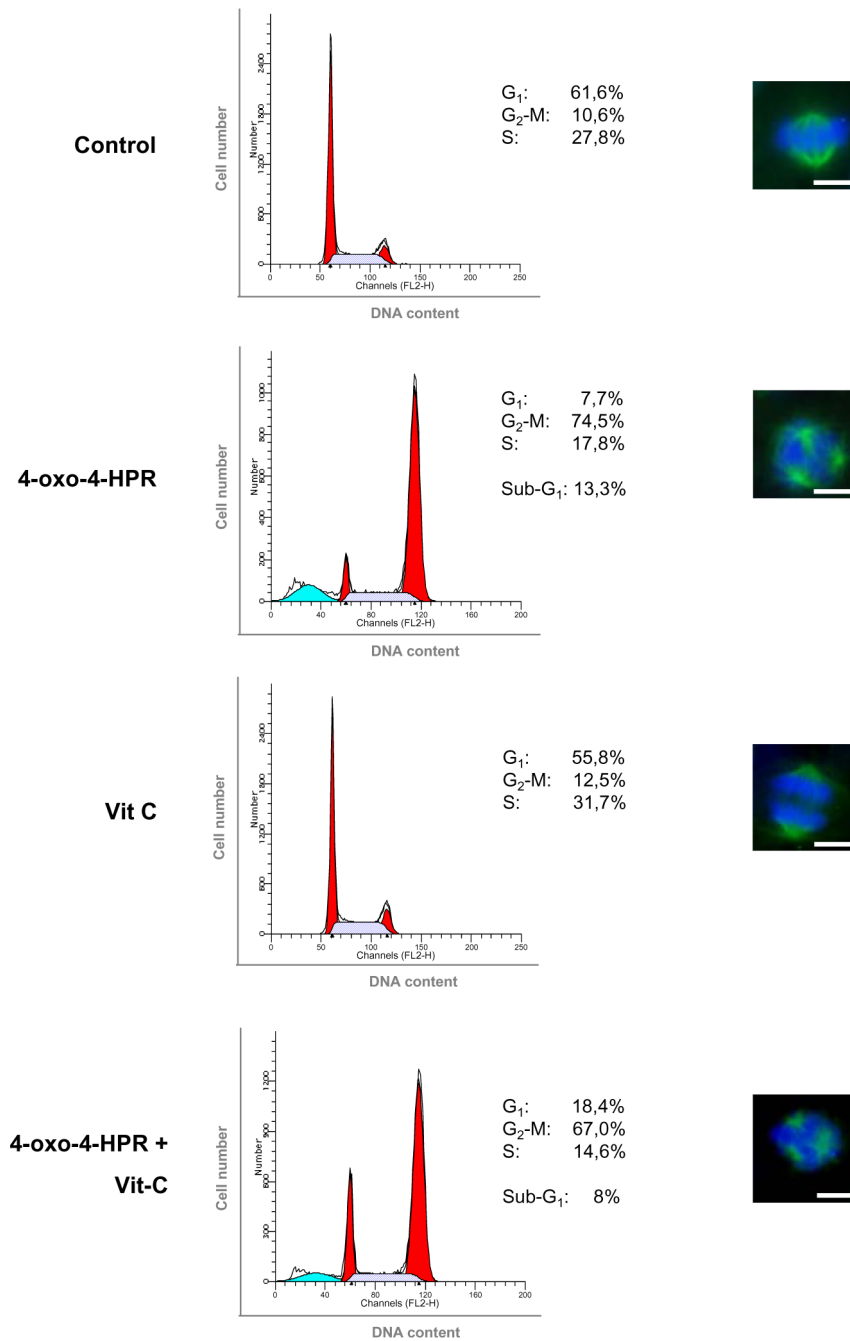 Control
Cell number
Number
0 600 1200 1800 2400
0 50 100 150 200 250
Channels (FL2-H)
DNA content
G1: 61,6%
G2-M: 10,6%
S: 27,8%
4-oxo-4-HPR
Cell number
Number
0 200 400 600 800 1000
0 40 80 120 160 200
Channels (FL2-H)
DNA content
G1: 7,7%
G2-M: 74,5%
S: 17,8%
Sub-G1: 13,3%
Vit C
Cell number
Number
0 600 1200 1800 2400
0 50 100 150 200 250
Channels (FL2-H)
DNA content
G1: 55,8%
G2-M: 12,5%
S: 31,7%
4-oxo-4-HPR +
Vit-C
Cell number
Number
0 300 600 900 1200
0 40 80 120 160 200
Channels (FL2-H)
DNA content
G1: 18,4%
G2-M: 67,0%
S: 14,6%
Sub-G1: 8%